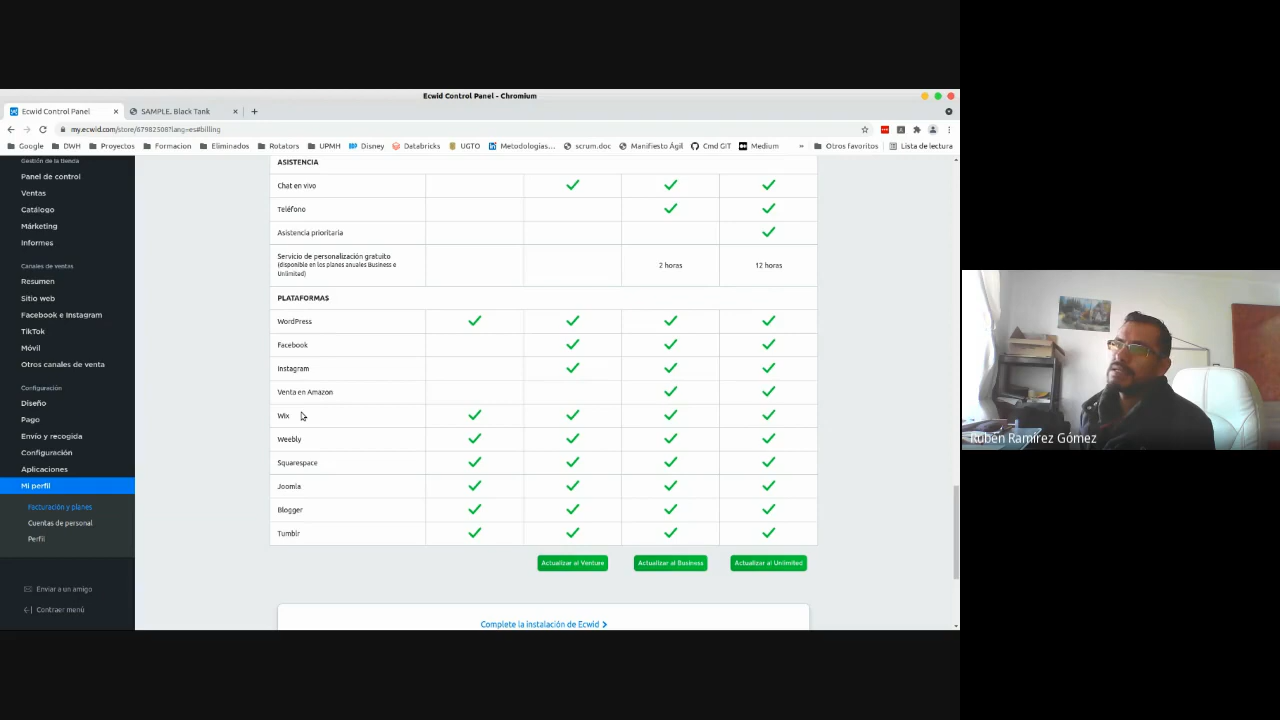 Ecwid Control Panel - Chromium
Ecwid Control Panel
SAMPLE. Black Tank
my.ecwid.com/store/67982508?lang=es#billing
Google
DWH
Proyectos
Formacion
Eliminados
Rotators
UPMH
Disney
Databricks
UGTO
Metodologías...
scrum.doc
Manifiesto Ágil
Cmd GIT
Medium
»
Otros favoritos
Lista de lectura
Gestión de la tienda
Panel de control
Ventas
Catálogo
Márketing
Informes
Canales de ventas
Resumen
Sitio web
Facebook e Instagram
TikTok
Móvil
Otros canales de venta
Configuración
Diseño
Pago
Envío y recogida
Configuración
Aplicaciones
Mi perfil
Facturación y planes
Cuentas de personal
Perfil
Enviar a un amigo
Contraer menú
ASISTENCIA
Chat en vivo
Teléfono
Asistencia prioritaria
Servicio de personalización gratuito
(disponible en los planes anuales Business e
Unlimited)
2 horas
12 horas
PLATAFORMAS
WordPress
Facebook
Instagram
Venta en Amazon
Wix
Weebly
Squarespace
Joomla
Blogger
Tumblr
Actualizar al Venture
Actualizar al Business
Actualizar al Unlimited
Complete la instalación de Ecwid
Rubén Ramírez Gómez